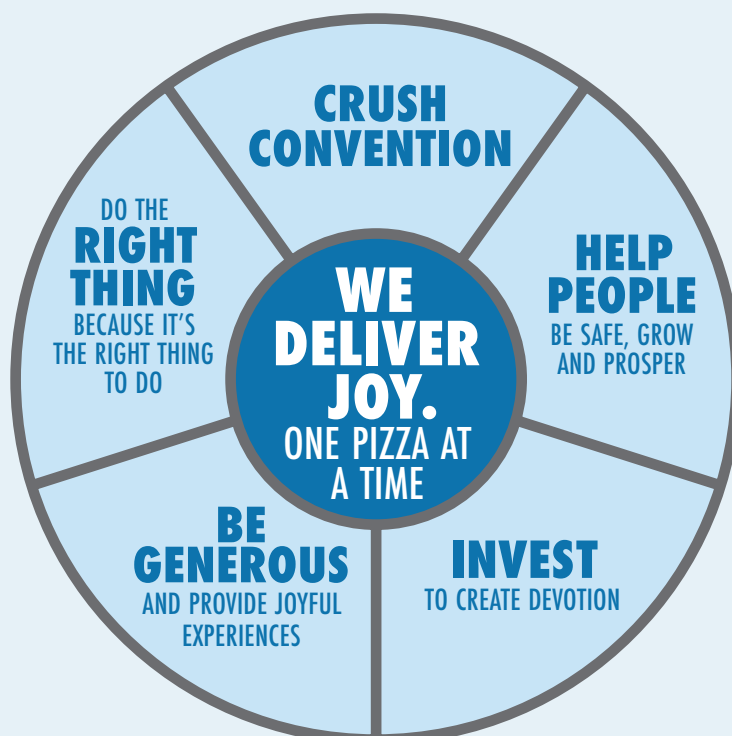 CRUSH
CONVENTION
DO THE
RIGHT
THING
BECAUSE IT'S
THE RIGHT THING
TO DO
HELP
PEOPLE
BE SAFE, GROW
AND PROSPER
WE
DELIVER
JOY.
ONE PIZZA AT
A TIME
BE
GENEROUS
AND PROVIDE JOYFUL
EXPERIENCES
INVEST
TO CREATE DEVOTION